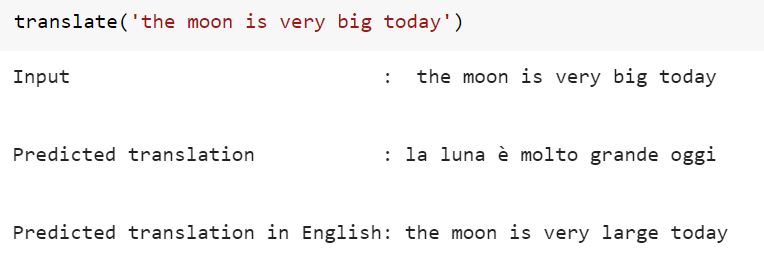 translate('the moon is very big today')
Input : the moon is very big today
Predicted translation : la luna è molto grande oggi
Predicted translation in English: the moon is very large today